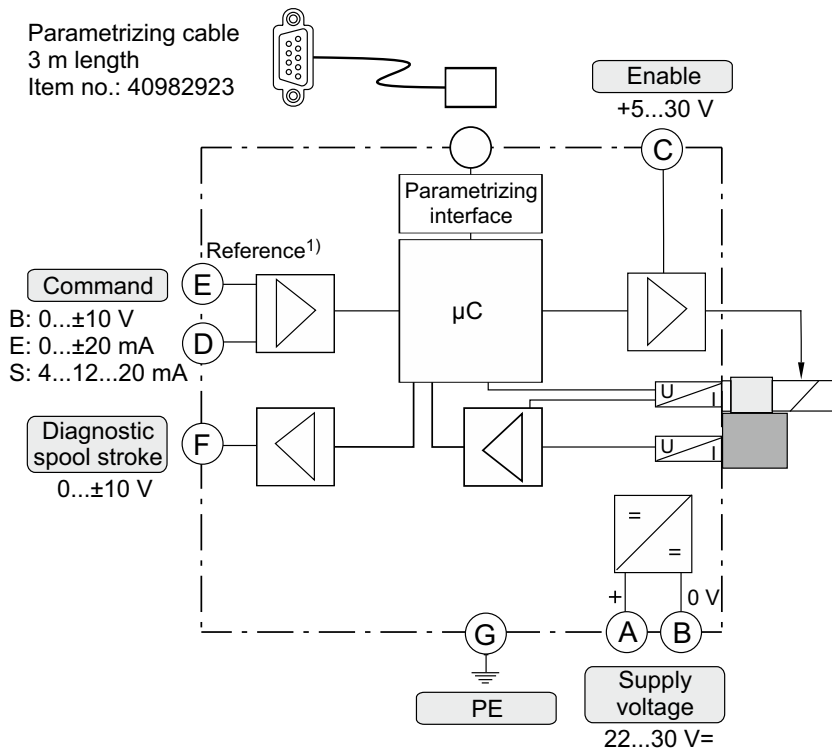 Parametrizing cable
3 m length
Item no.: 40982923
Enable
+5...30 V
C
Parametrizing
interface
Reference1)
Command
E
B: 0...±10 V
E: 0...±20 mA
S: 4...12...20 mA
D
µC
U
I
Diagnostic
spool stroke
F
0...±10 V
U
I
=
=
+
0 V
G
A
B
PE
Supply
voltage
22...30 V=